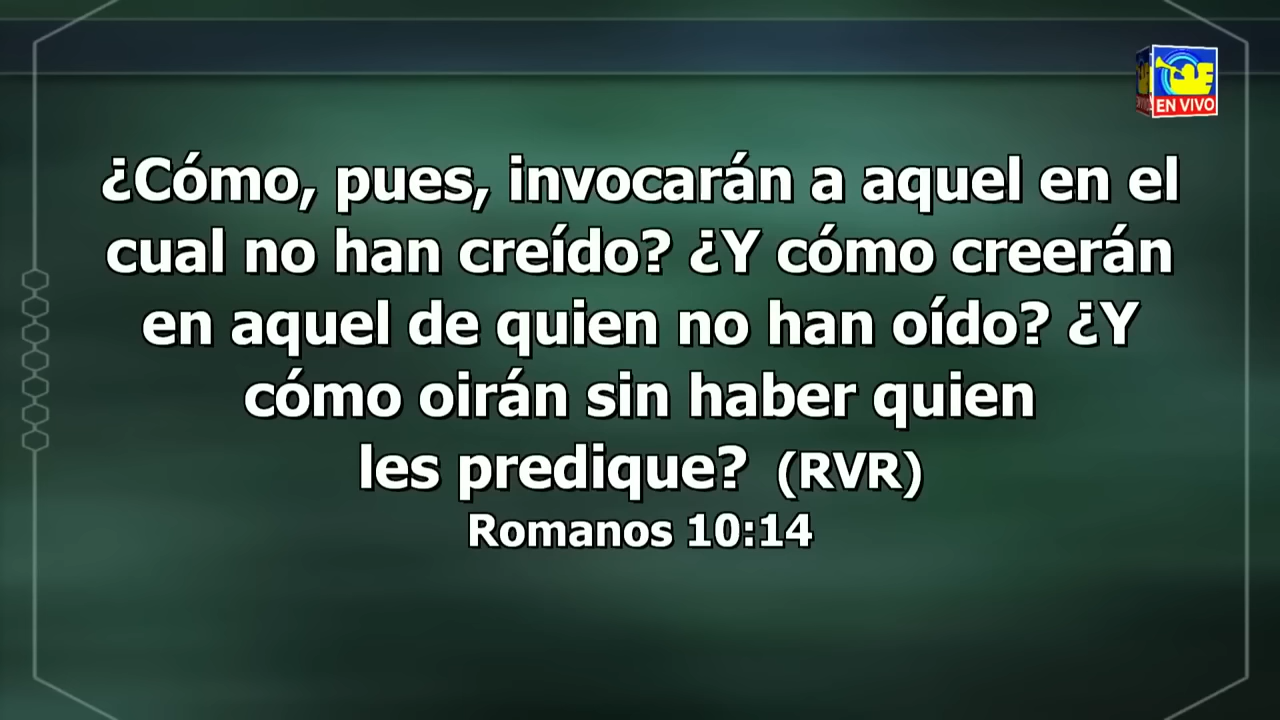 EN VIVO
¿Cómo, pues, invocarán a aquel en el
cual no han creído? ¿Y cómo creerán
en aquel de quien no han oído? ¿Y
cómo oirán sin haber quien
les predique? (RVR)
Romanos 10:14